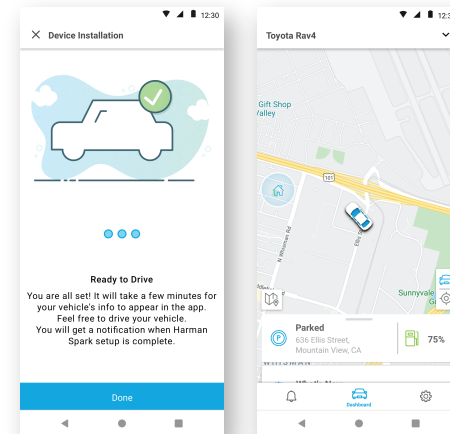 12:30
Device Installation
Ready to Drive
You are all set! It will take a few minutes for
your vehicle's info to appear in the app.
Feel free to drive your vehicle.
You will get a notification when Harman
Spark setup is complete.
Done
Toyota Rav4
Gift Shop
Valley
101
N Whisman Rd
Ellis
Sunnyvale
P
Parked
636 Ellis Street,
Mountain View, CA
75%
Dashboard